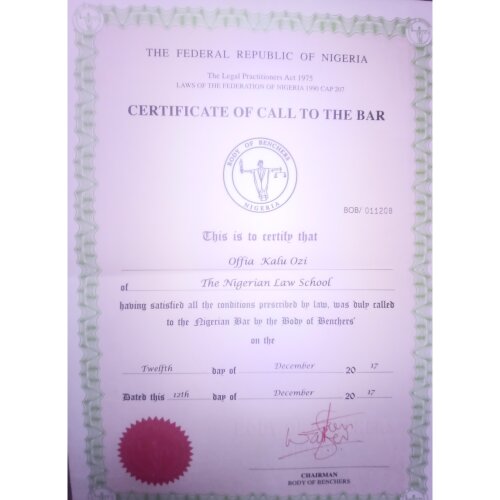 THE FEDERAL REPUBLIC OF NIGERIA
The Legal Practitioners Act 1975
LAWS OF THE FEDERATION OF NIGERIA 1990 CAP 207
CERTIFICATE OF CALL TO THE BAR
BODY OF BENCHERS
NIGERIA
BOB/ 011208
This is to certify that
Offia Kalu Ozi
of The Nigerian Law School
having satisfied all the conditions prescribed by law, was duly called
to the Nigerian Bar by the Body of Benchers'
on the
Twelfth day of December 20 17
Dated this 12th day of December 20 17
CHAIRMAN
BODY OF BENCHERS